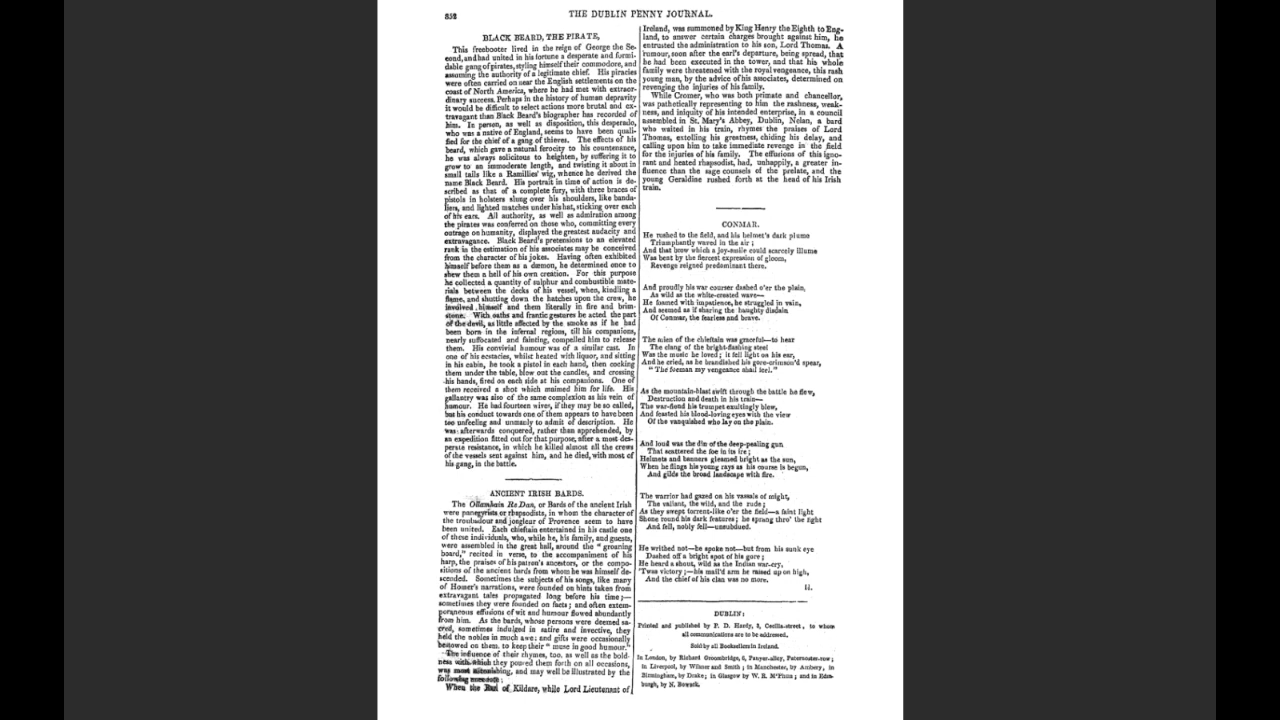 352
THE DUBLIN PENNY JOURNAL.
BLACK BEARD, THE PIRATE,
This freebooter lived in the reign of George the Se-
cond, and had united in his fortune a desperate and formi-
dable gang of pirates, styling himself their commodore, and
assuming the authority of a legitimate chief. His piracies
were often carried on near the English settlements on the
coast of North America, where he had met with extraor-
dinary success. Perhaps in the history of human depravity
it would be difficult to select actions more brutal and ex-
travagant than Black Beard's biographer has recorded of
him. In person, as well as disposition, this desperado,
who was a native of England, seems to have been quali-
fied for the chief of a gang of thieves. The effects of his
beard, which gave a natural ferocity to his countenance,
he was always solicitous to heighten, by suffering it to
grow to an immoderate length, and twisting it about in
small tails like a Ramillies' wig, whence he derived the
name Black Beard. His portrait in time of action is de-
scribed as that of a complete fury, with three braces of
pistols in holsters slung over his shoulders, like banda-
liers, and lighted matches under his hat, sticking over each
of his ears. All authority, as well as admiration among
the pirates was conferred on those who, committing every
outrage on humanity, displayed the greatest audacity and
extravagance. Black Beard's pretensions to an elevated
rank in the estimation of his associates may be conceived
from the character of his jokes. Having often exhibited
himself before them as a dæmon, he determined once to
shew them a hell of his own creation. For this purpose
he collected a quantity of sulphur and combustible mate-
rials between the decks of his vessel, when, kindling a
flame, and shutting down the hatches upon the crew, he
involved himself and them literally in fire and brim-
stone. With oaths and frantic gestures he acted the part
of the devil, as little affected by the smoke as if he had
been born in the infernal regions, till his companions,
nearly suffocated and fainting, compelled him to release
them. His convivial humour was of a similar cast. In
one of his ecstacies, whilst heated with liquor, and sitting
in his cabin, he took a pistol in each hand, then cocking
them under the table, blew out the candles, and crossing
his hands, fired on each side at his companions. One of
them received a shot which maimed him for life. His
gallantry was also of the same complexion as his vein of
humour. He had fourteen wives, if they may be so called,
but his conduct towards one of them appears to have been
too unfeeling and unmanly to admit of description. He
was afterwards conquered, rather than apprehended, by
an expedition fitted out for that purpose, after a most des-
perate resistance, in which he killed almost all the crews
of the vessels sent against him, and he died, with most of
his gang, in the battle.
ANCIENT IRISH BARDS.
The Ollamhain Re Dan, or Bards of the ancient Irish
were panegyrists or rhapsodists, in whom the character of
the troubadour and jongleur of Provence seem to have
been united. Each chieftain entertained in his castle one
of these individuals, who, while he, his family, and guests,
were assembled in the great hall, around the "groaning
board," recited in verse, to the accompaniment of his
harp, the praises of his patron's ancestors, or the compo-
sitions of the ancient bards from whom he was himself de-
scended. Sometimes the subjects of his songs, like many
of Homer's narrations, were founded on hints taken from
extravagant tales propagated long before his time;—
sometimes they were founded on facts; and often extem-
poraneous effusions of wit and humour flowed abundantly
from him. As the bards, whose persons were deemed sa-
cred, sometimes indulged in satire and invective, they
held the nobles in much awe; and gifts were occasionally
bestowed on them, to keep their "muse in good humour."
The influence of their rhymes, too, as well as the bold-
ness with which they poured them forth on all occasions,
was most astonishing, and may well be illustrated by the
following anecdote:
When the Earl of Kildare, while Lord Lieutenant of
Ireland, was summoned by King Henry the Eighth to Eng-
land, to answer certain charges brought against him, he
entrusted the administration to his son, Lord Thomas. A
rumour, soon after the earl's departure, being spread, that
he had been executed in the tower, and that his whole
family were threatened with the royal vengeance, this rash
young man, by the advice of his associates, determined on
revenging the injuries of his family.
While Cromer, who was both primate and chancellor,
was pathetically representing to him the rashness, weak-
ness, and iniquity of his intended enterprise, in a council
assembled in St. Mary's Abbey, Dublin, Nelan, a bard
who waited in his train, rhymes the praises of Lord
Thomas, extolling his greatness, chiding his delay, and
calling upon him to take immediate revenge in the field
for the injuries of his family. The effusions of this igno-
rant and heated rhapsodist, had, unhappily, a greater in-
fluence than the sage counsels of the prelate, and the
young Geraldine rushed forth at the head of his Irish
train.
CONMAR.
He rushed to the field, and his helmet's dark plume
Triumphantly waved in the air;
And that brow which a joy-smile could scarcely illume
Was bent by the fiercest expression of gloom,
Revenge reigned predominant there.
And proudly his war courser dashed o'er the plain,
As wild as the white-crested wave—
He foamed with impatience, he struggled in vain,
And seemed as if sharing the haughty disdain
Of Conmar, the fearless and brave.
The mien of the chieftain was graceful—to hear
The clang of the bright-flashing steel
Was the music he loved; it fell light on his ear,
And he cried, as he brandished his gore-crimson'd spear,
"The foeman my vengeance shall feel."
As the mountain-blast swift through the battle he flew,
Destruction and death in his train—
The war-fiend his trumpet exultingly blew,
And feasted his blood-loving eyes with the view
Of the vanquished who lay on the plain.
And loud was the din of the deep-pealing gun
That scattered the foe in its ire;
Helmets and banners gleamed bright as the sun,
When he flings his young rays as his course is begun,
And gilds the broad landscape with fire.
The warrior had gazed on his vassals of might,
The valiant, the wild, and the rude;
As they swept torrent-like o'er the field—a faint light
Shone round his dark features; he sprang thro' the fight
And fell, nobly fell—unsubdued.
He writhed not—he spoke not—but from his sunk eye
Dashed off a bright spot of his gore;
He heard a shout, wild as the Indian war-cry,
'Twas victory;—his mail'd arm he raised up on high,
And the chief of his clan was no more.
H.
DUBLIN:
Printed and published by P. D. Hardy, 3, Cecilia-street, to whom
all communications are to be addressed.
Sold by all Booksellers in Ireland.
In London, by Richard Groombridge, 6, Panyer-alley, Paternoster-row;
in Liverpool, by Wilmer and Smith; in Manchester, by Ambery, in
Birmingham, by Drake; in Glasgow by W. R. M'Phun; and in Edin-
burgh, by N. Bowack.